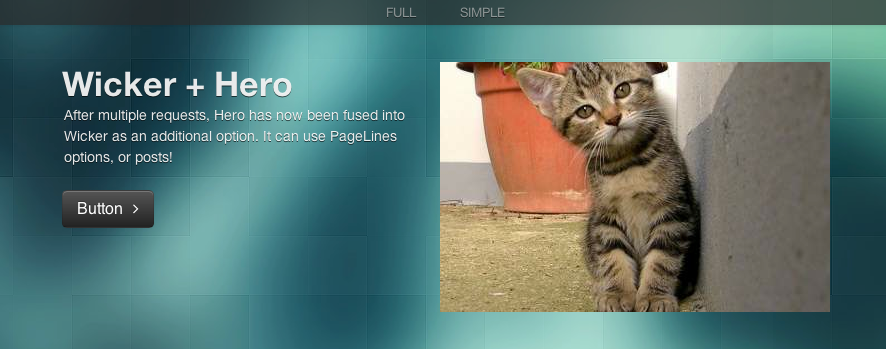 FULL SIMPLE
Wicker + Hero
After multiple requests, Hero has now been fused into
Wicker as an additional option. It can use PageLines
options, or posts!
Button